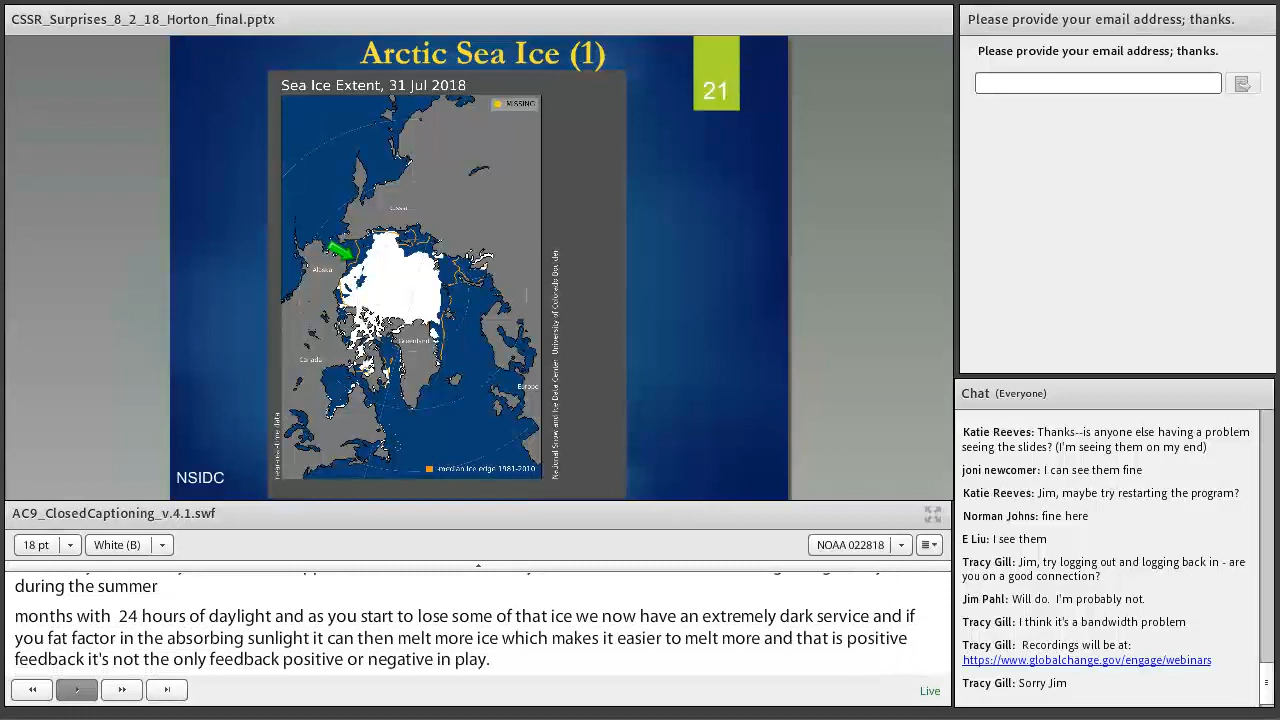 CSSR_Surprises_8_2_18_Horton_final.pptx
Arctic Sea Ice (1)
21
Sea Ice Extent, 31 Jul 2018
MISSING
Russia
Alaska
Canada
Greenland
Europe
near-real-time data
National Snow and Ice Data Center, University of Colorado Boulder
median ice edge 1981-2010
NSIDC
AC9_ClosedCaptioning_v.4.1.swf
18 pt
White (B)
NOAA 022818
during the summer
months with 24 hours of daylight and as you start to lose some of that ice we now have an extremely dark service and if
you fat factor in the absorbing sunlight it can then melt more ice which makes it easier to melt more and that is positive
feedback it's not the only feedback positive or negative in play.
Live
Please provide your email address; thanks.
Please provide your email address; thanks.
Chat (Everyone)
Katie Reeves: Thanks--is anyone else having a problem
seeing the slides? (I'm seeing them on my end)
joni newcomer: I can see them fine
Katie Reeves: Jim, maybe try restarting the program?
Norman Johns: fine here
E Liu: I see them
Tracy Gill: Jim, try logging out and logging back in - are
you on a good connection?
Jim Pahl: Will do. I'm probably not.
Tracy Gill: I think it's a bandwidth problem
Tracy Gill: Recordings will be at:
https://www.globalchange.gov/engage/webinars
Tracy Gill: Sorry Jim